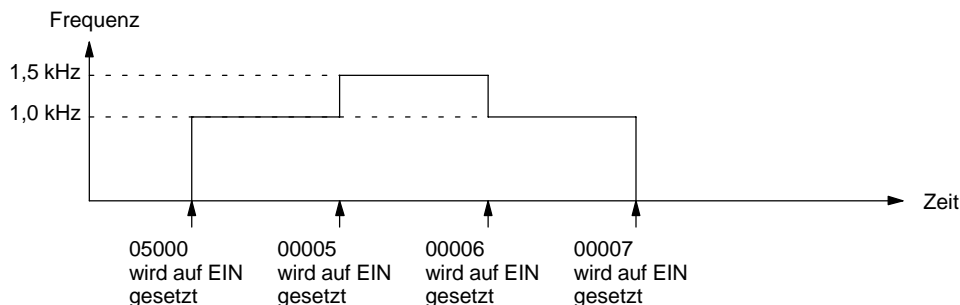 Frequenz
1,5 kHz
1,0 kHz
Zeit
05000
wird auf EIN
gesetzt
00005
wird auf EIN
gesetzt
00006
wird auf EIN
gesetzt
00007
wird auf EIN
gesetzt